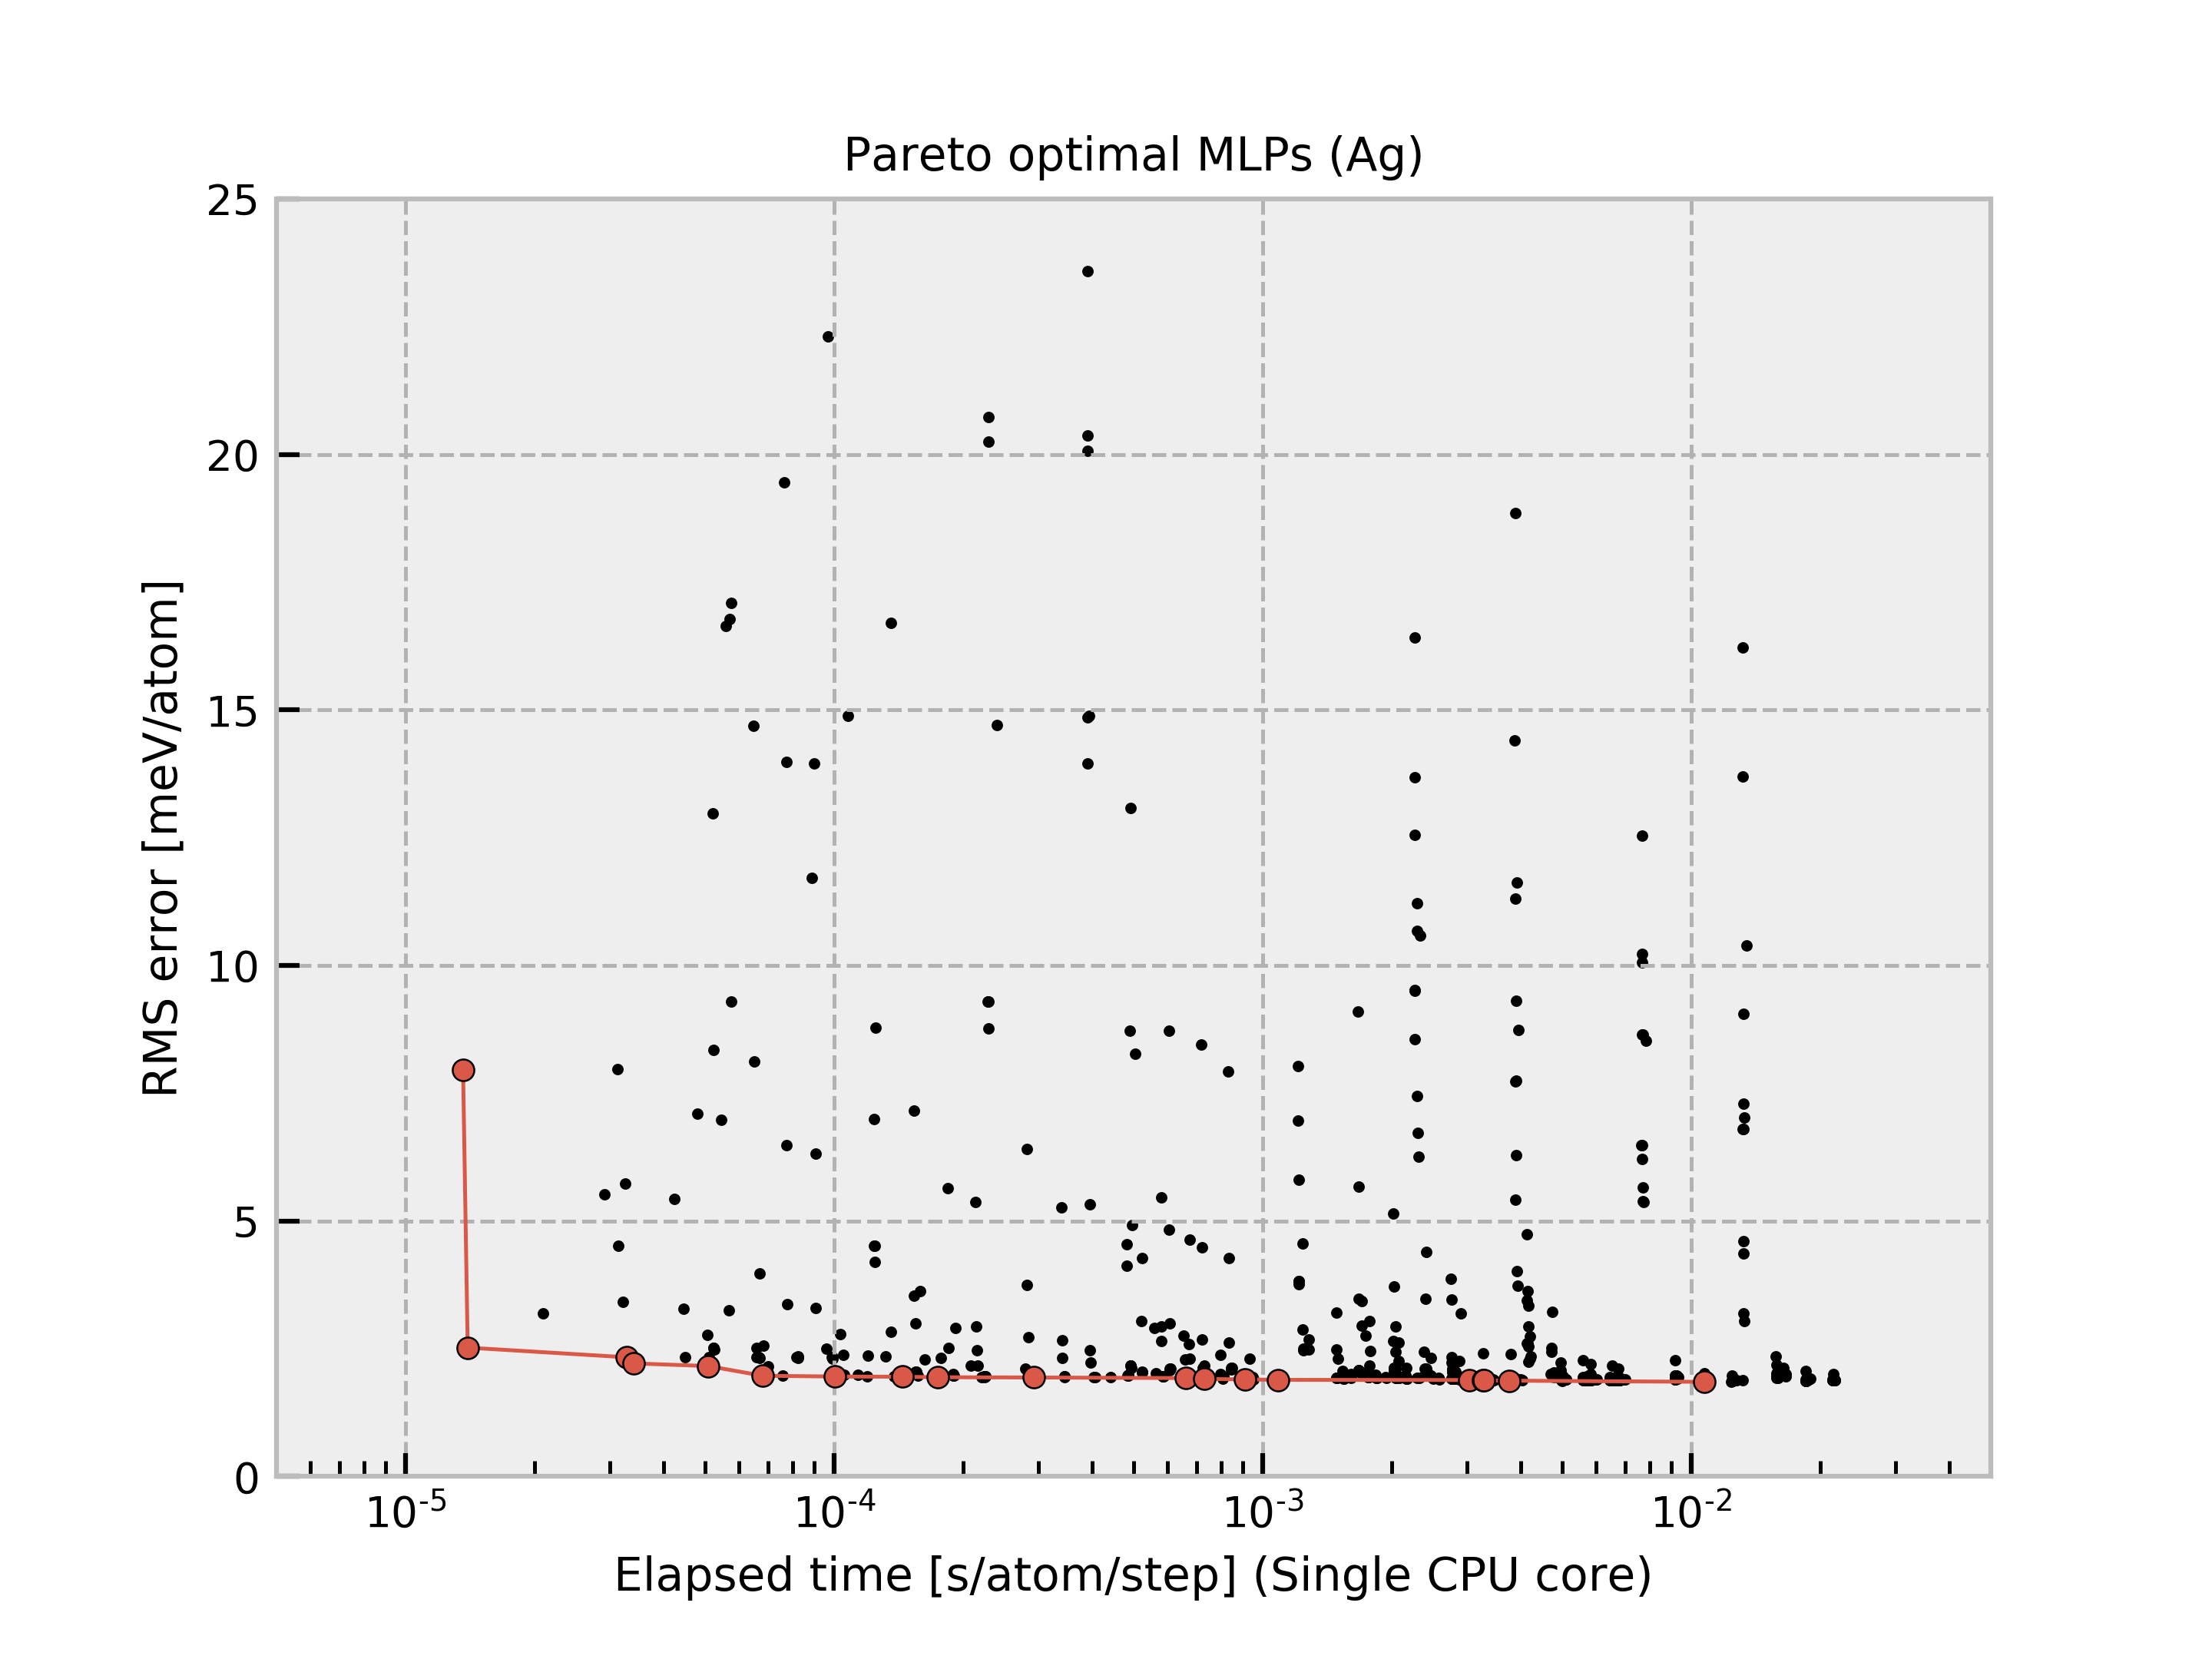 Pareto optimal MLPs (Ag)
25
20
15
10
5
0
RMS error [meV/atom]
10-5 10-4 10-3 10-2
Elapsed time [s/atom/step] (Single CPU core)